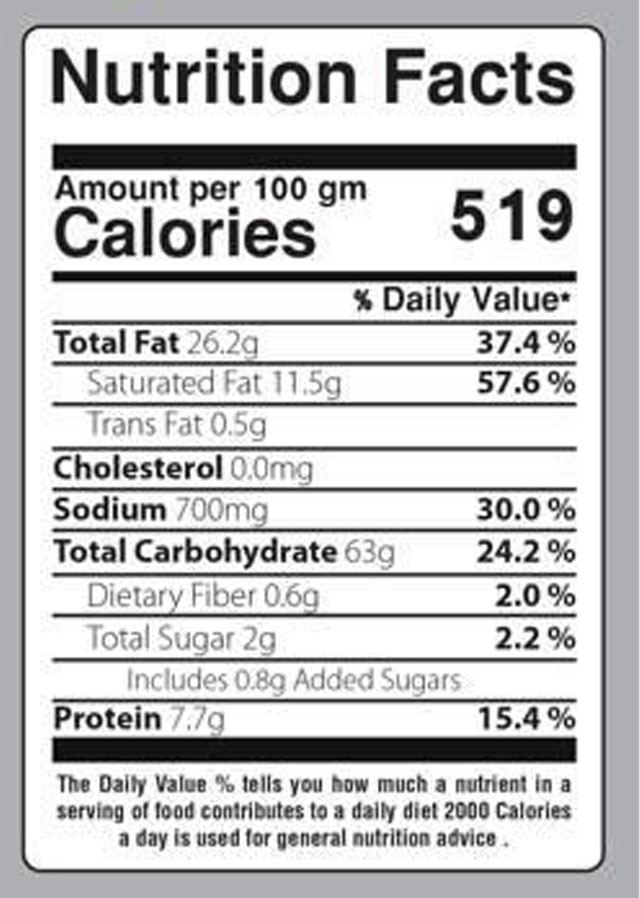 Nutrition Facts
Amount per 100 gm
Calories 519
% Daily Value*
Total Fat 26.2g 37.4 %
Saturated Fat 11.5g 57.6 %
Trans Fat 0.5g
Cholesterol 0.0mg
Sodium 700mg 30.0 %
Total Carbohydrate 63g 24.2 %
Dietary Fiber 0.6g 2.0 %
Total Sugar 2g 2.2 %
Includes 0.8g Added Sugars
Protein 7.7g 15.4 %
The Daily Value % tells you how much a nutrient in a
serving of food contributes to a daily diet 2000 Calories
a day is used for general nutrition advice .